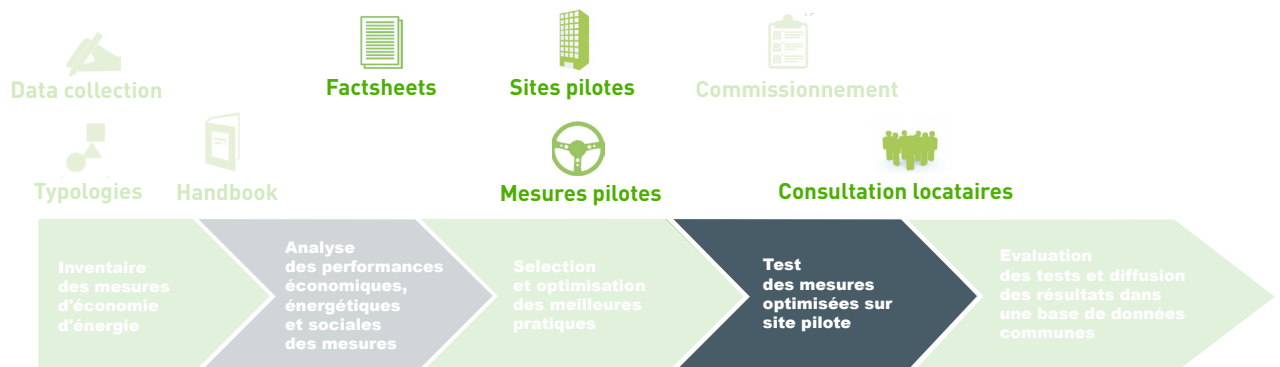 Data collection
Factsheets
Sites pilotes
Commissionnement
Typologies
Handbook
Mesures pilotes
Consultation locataires
Inventaire
des mesures
d'économie
d'énergie
Analyse
des performances
économiques,
énergétiques
et sociales
des mesures
Selection
et optimisation
des meilleures
pratiques
Test
des mesures
optimisées sur
site pilote
Evaluation
des tests et diffusion
des résultats dans
une base de données
communes